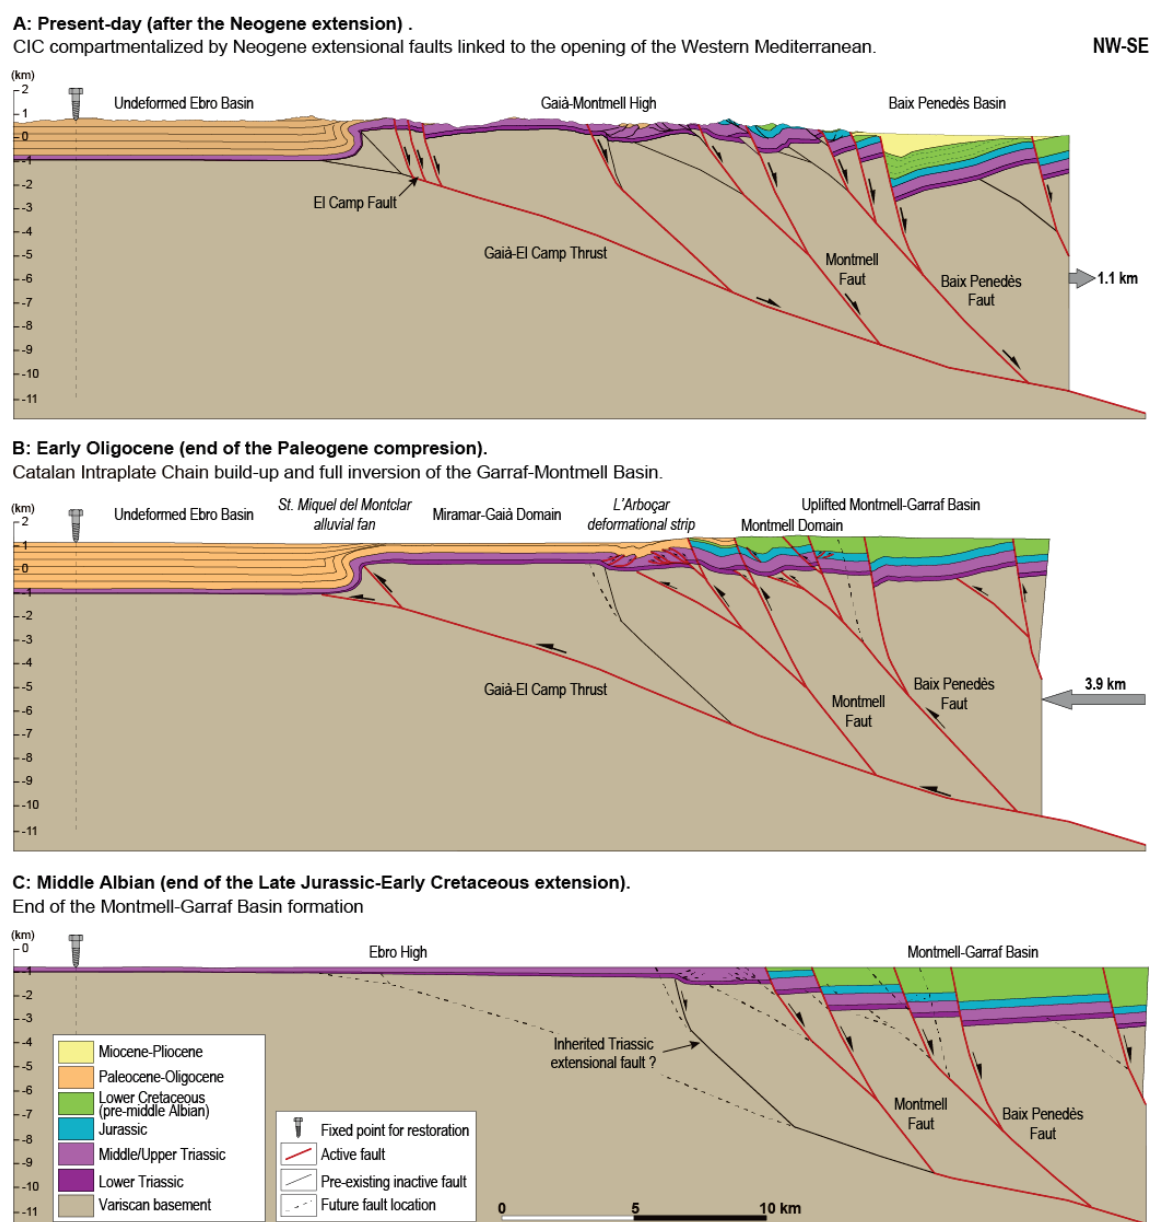 A: Present-day (after the Neogene extension) .
CIC compartmentalized by Neogene extensional faults linked to the opening of the Western Mediterranean.
NW-SE
(km)
2
1
0
-1
-2
-3
-4
-5
-6
-7
-8
-9
-10
-11
Undeformed Ebro Basin
Gaià-Montmell High
Baix Penedès Basin
El Camp Fault
Gaià-El Camp Thrust
Montmell
Faut
Baix Penedès
Faut
1.1 km
B: Early Oligocene (end of the Paleogene compresion).
Catalan Intraplate Chain build-up and full inversion of the Garraf-Montmell Basin.
(km)
2
1
0
-1
-2
-3
-4
-5
-6
-7
-8
-9
-10
-11
Undeformed Ebro Basin
St. Miquel del Montclar
alluvial fan
Miramar-Gaià Domain
L'Arboçar
deformational strip
Uplifted Montmell-Garraf Basin
Montmell Domain
Gaià-El Camp Thrust
Montmell
Faut
Baix Penedès
Faut
3.9 km
C: Middle Albian (end of the Late Jurassic-Early Cretaceous extension).
End of the Montmell-Garraf Basin formation
(km)
0
-1
-2
-3
-4
-5
-6
-7
-8
-9
-10
-11
Ebro High
Montmell-Garraf Basin
Inherited Triassic
extensional fault ?
Montmell
Faut
Baix Penedès
Faut
Miocene-Pliocene
Paleocene-Oligocene
Lower Cretaceous
(pre-middle Albian)
Jurassic
Middle/Upper Triassic
Lower Triassic
Variscan basement
Fixed point for restoration
Active fault
Pre-existing inactive fault
Future fault location
0 5 10 km